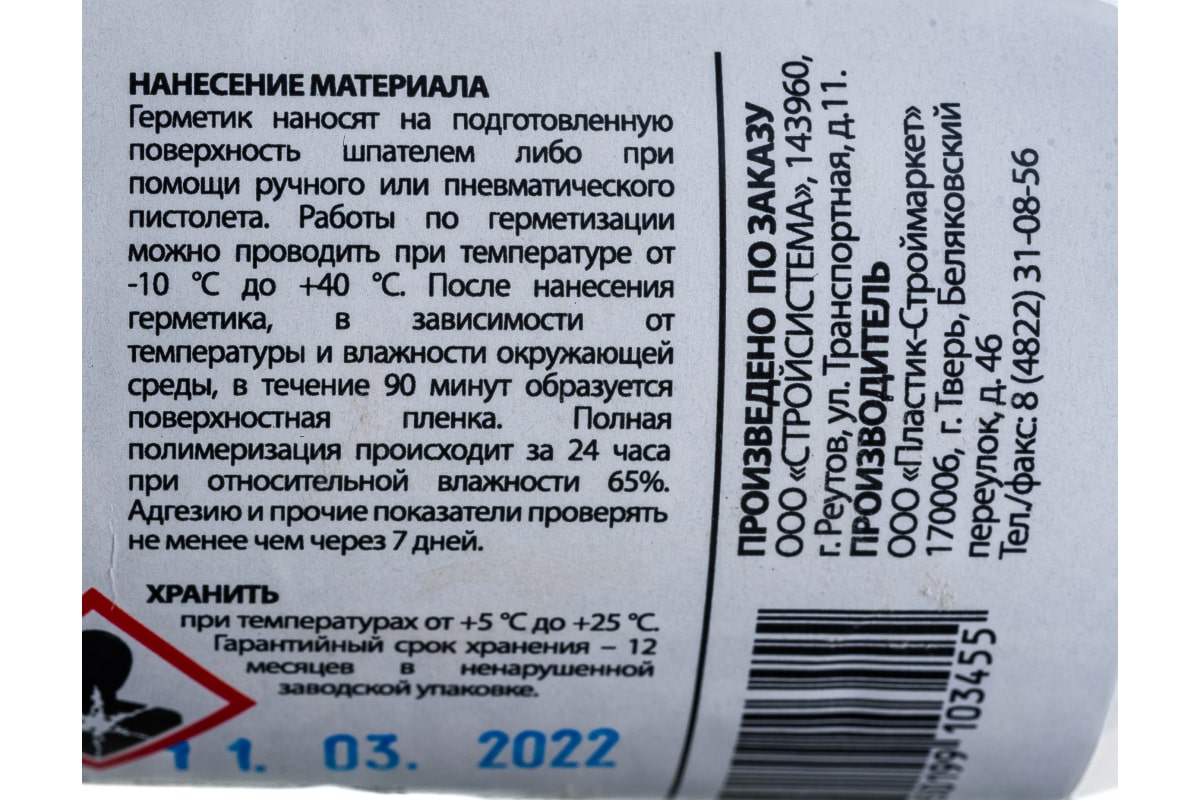 НАНЕСЕНИЕ МАТЕРИАЛА
Герметик наносят на подготовленную
поверхность шпателем либо при
помощи ручного или пневматического
пистолета. Работы по герметизации
можно проводить при температуре от
-10 °C до +40 °C. После нанесения
герметика, в зависимости от
температуры и влажности окружающей
среды, в течение 90 минут образуется
поверхностная пленка. Полная
полимеризация происходит за 24 часа
при относительной влажности 65%.
Адгезию и прочие показатели проверять
не менее чем через 7 дней.
ХРАНИТЬ
при температурах от +5 °C до +25 °C.
Гарантийный срок хранения – 12
месяцев в ненарушенной
заводской упаковке.
11. 03. 2022
ПРОИЗВЕДЕНО ПО ЗАКАЗУ
ООО «СТРОЙСИСТЕМА», 143960,
г. Реутов, ул. Транспортная, д.11.
ПРОИЗВОДИТЕЛЬ
ООО «Пластик-Строймаркет»
170006, г. Тверь, Беляковский
переулок, д. 46
Тел./факс: 8 (4822) 31-08-56
103455